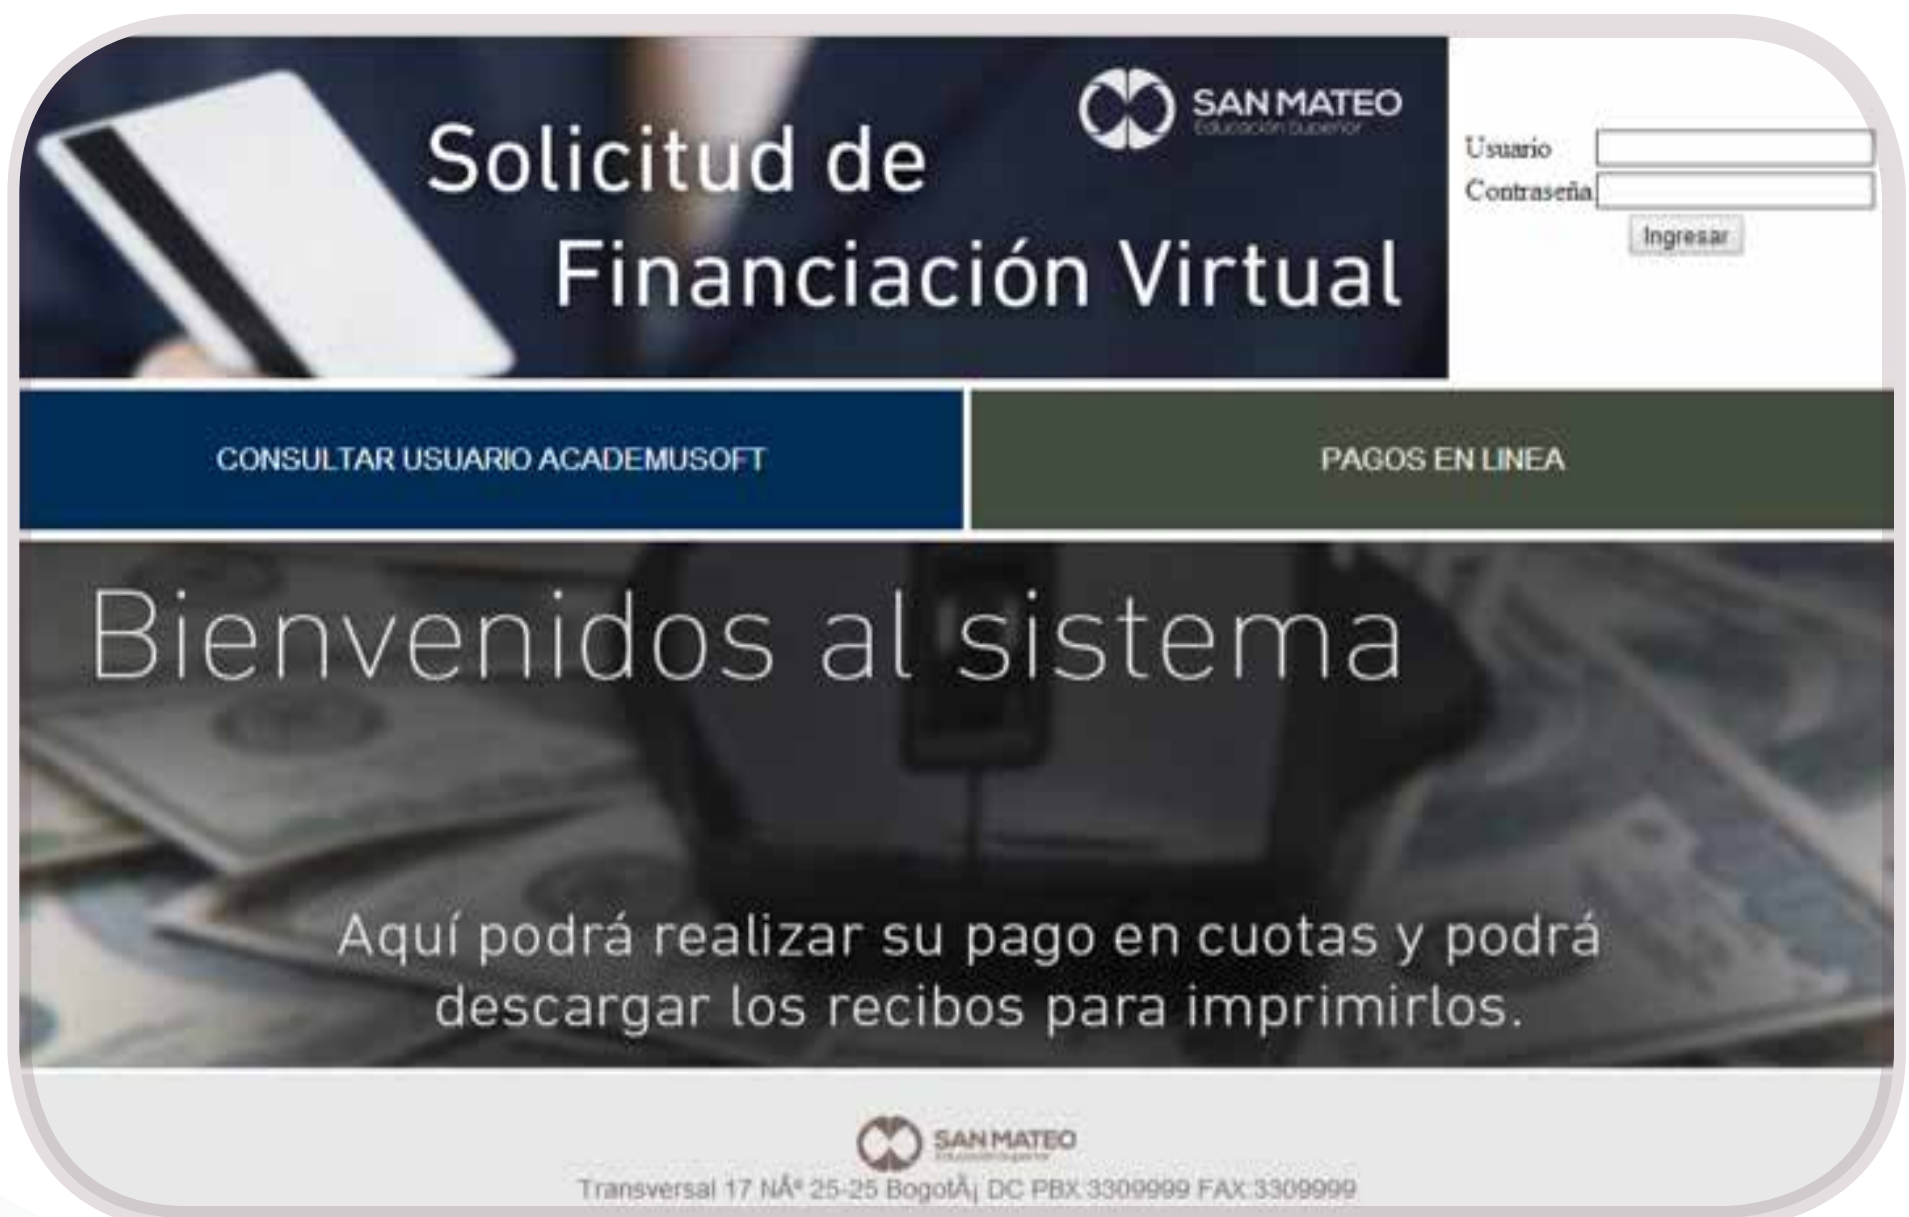 SAN MATEO
Educación Superior
Solicitud de
Financiación Virtual
Usuario
Contraseña
Ingresar
CONSULTAR USUARIO ACADEMUSOFT
PAGOS EN LINEA
Bienvenidos al sistema
Aquí podrá realizar su pago en cuotas y podrá
descargar los recibos para imprimirlos.
SAN MATEO
Educación Superior
Transversal 17 NÂº 25-25 BogotÃ¡ DC PBX 3309999 FAX:3309999